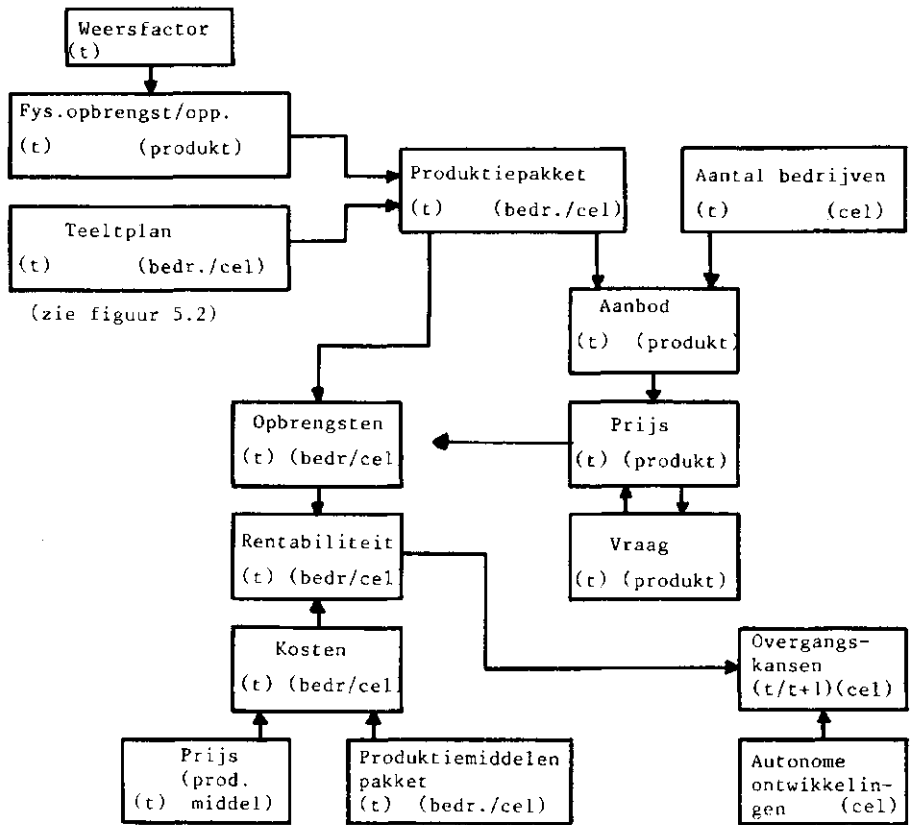 Weersfactor
(t)
Fys.opbrengst/opp.
(t) (produkt)
Teeltplan
(t) (bedr./cel)
(zie figuur 5.2)
Produktiepakket
(t) (bedr./cel)
Aantal bedrijven
(t) (cel)
Aanbod
(t) (produkt)
Opbrengsten
(t) (bedr/cel
Prijs
(t) (produkt)
Rentabiliteit
(t) (bedr/cel
Vraag
(t) (produkt)
Kosten
(t) (bedr/cel)
Overgangs-
kansen
(t/t+1)(cel)
Prijs
(prod.
(t) middel)
Produktiemiddelen
pakket
(t) (bedr./cel)
Autonome
ontwikkelin-
gen (cel)